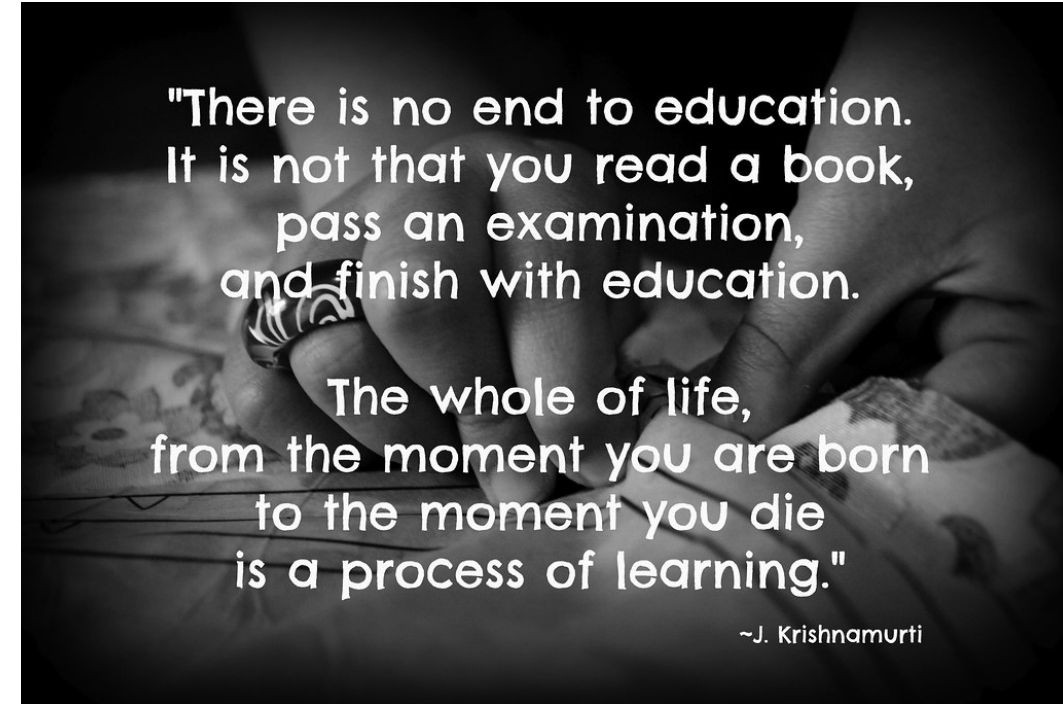 "There is no end to education.
It is not that you read a book,
pass an examination,
and finish with education.
The whole of life,
from the moment you are born
to the moment you die
is a process of learning."
~J. Krishnamurti